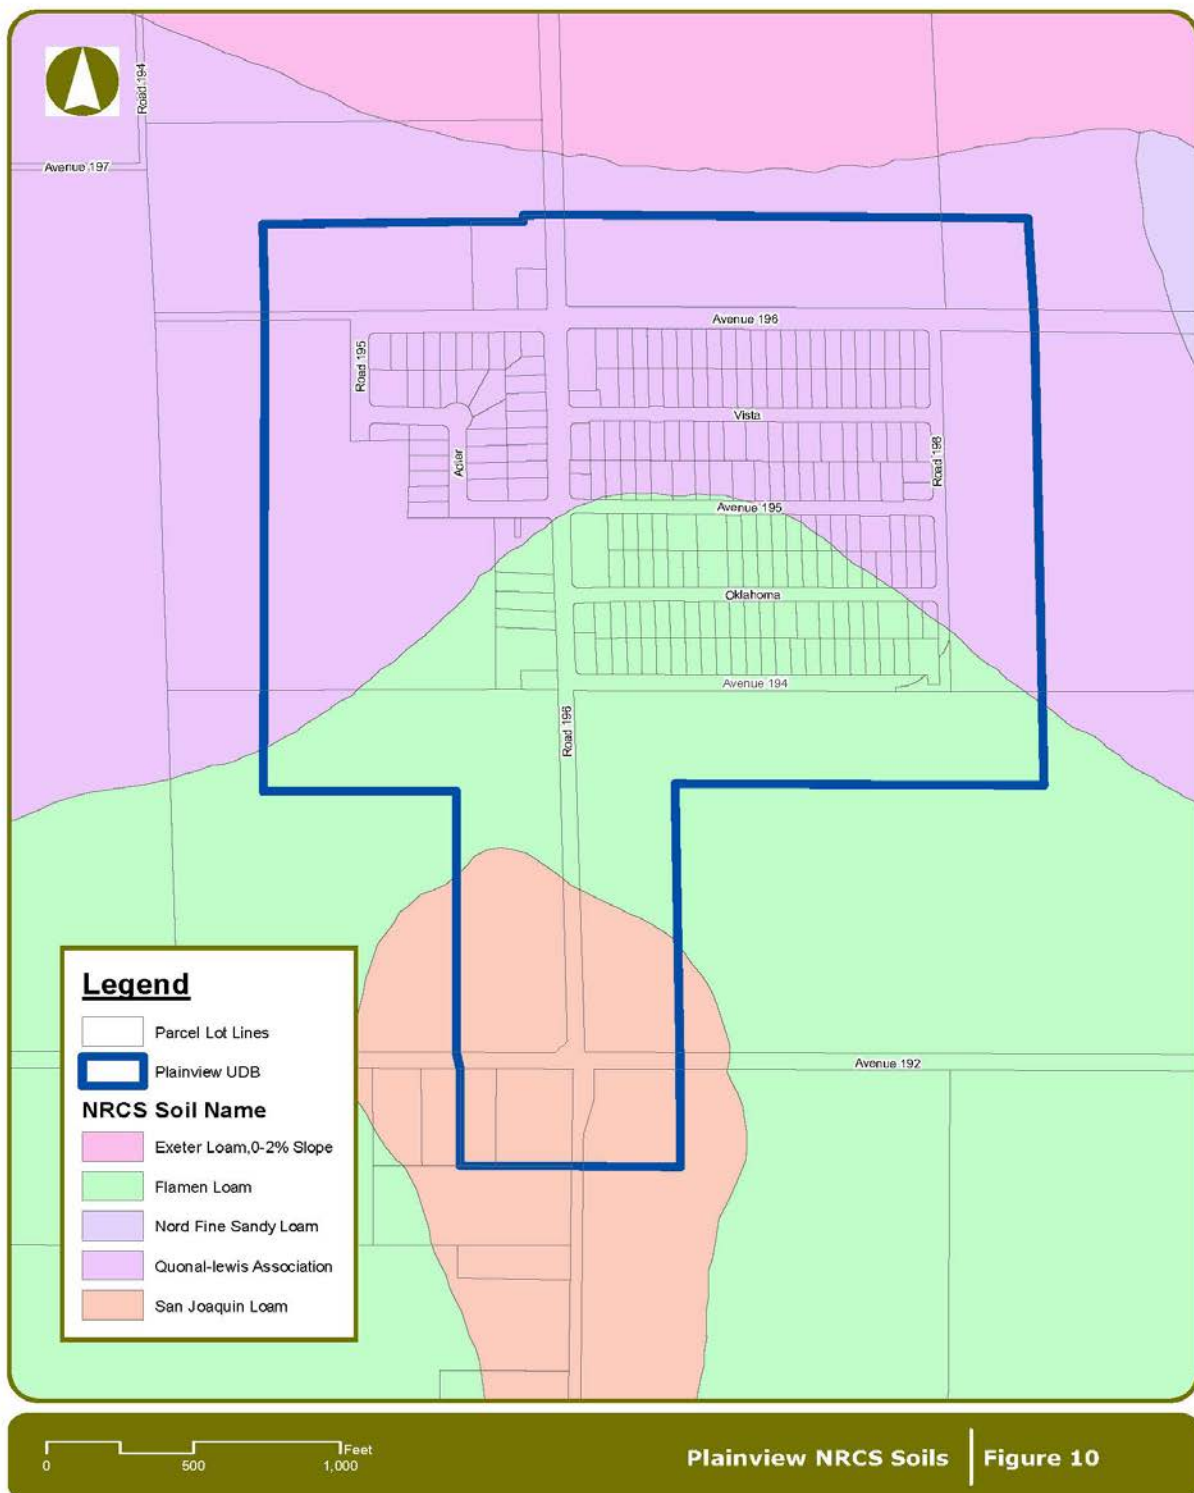 Road 194
Avenue 197
Avenue 196
Road 195
Vista
Adler
Road 198
Avenue 195
Oklahoma
Avenue 194
Road 196
Avenue 192
Legend
Parcel Lot Lines
Plainview UDB
NRCS Soil Name
Exeter Loam,0-2% Slope
Flamen Loam
Nord Fine Sandy Loam
Quonal-lewis Association
San Joaquin Loam
Feet
0 500 1,000
Plainview NRCS Soils Figure 10